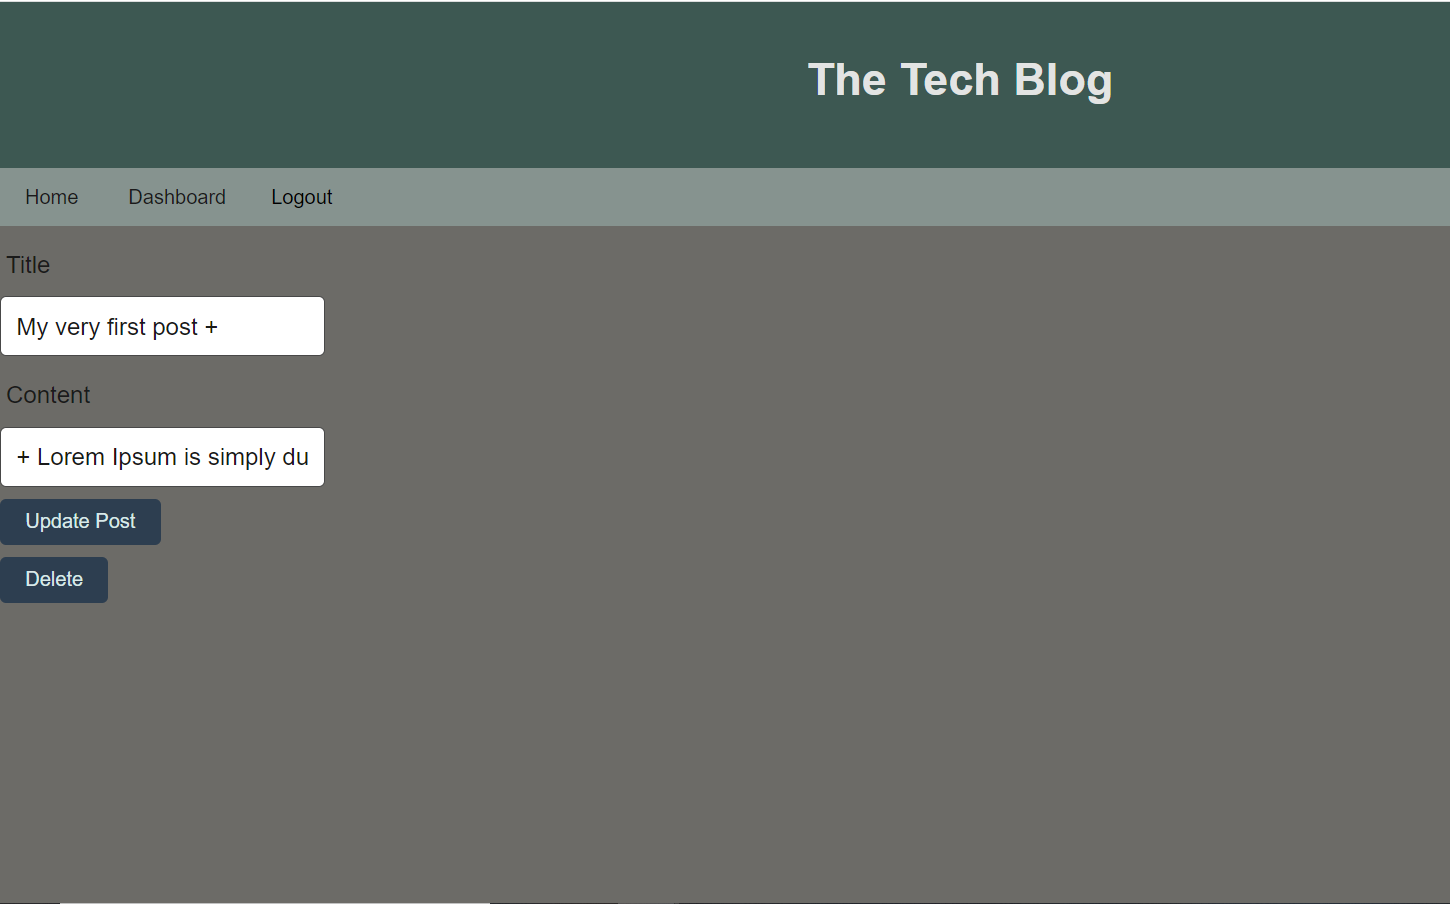 The Tech Blog
Home Dashboard Logout
Title
My very first post +
Content
+ Lorem Ipsum is simply du
Update Post
Delete